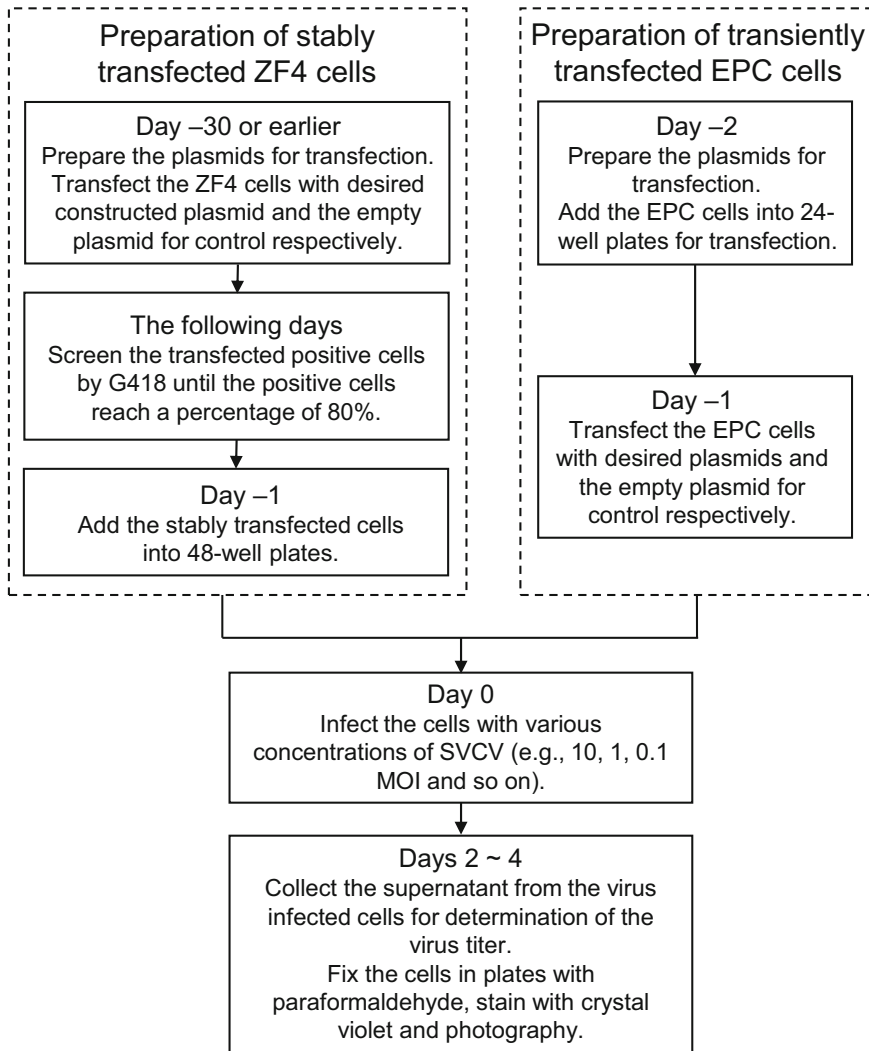 Preparation of stably
transfected ZF4 cells
Day –30 or earlier
Prepare the plasmids for transfection.
Transfect the ZF4 cells with desired
constructed plasmid and the empty
plasmid for control respectively.
The following days
Screen the transfected positive cells
by G418 until the positive cells
reach a percentage of 80%.
Day –1
Add the stably transfected cells
into 48-well plates.
Preparation of transiently
transfected EPC cells
Day –2
Prepare the plasmids for
transfection.
Add the EPC cells into 24-
well plates for transfection.
Day –1
Transfect the EPC cells
with desired plasmids and
the empty plasmid for
control respectively.
Day 0
Infect the cells with various
concentrations of SVCV (e.g., 10, 1, 0.1
MOI and so on).
Days 2 ~ 4
Collect the supernatant from the virus
infected cells for determination of the
virus titer.
Fix the cells in plates with
paraformaldehyde, stain with crystal
violet and photography.